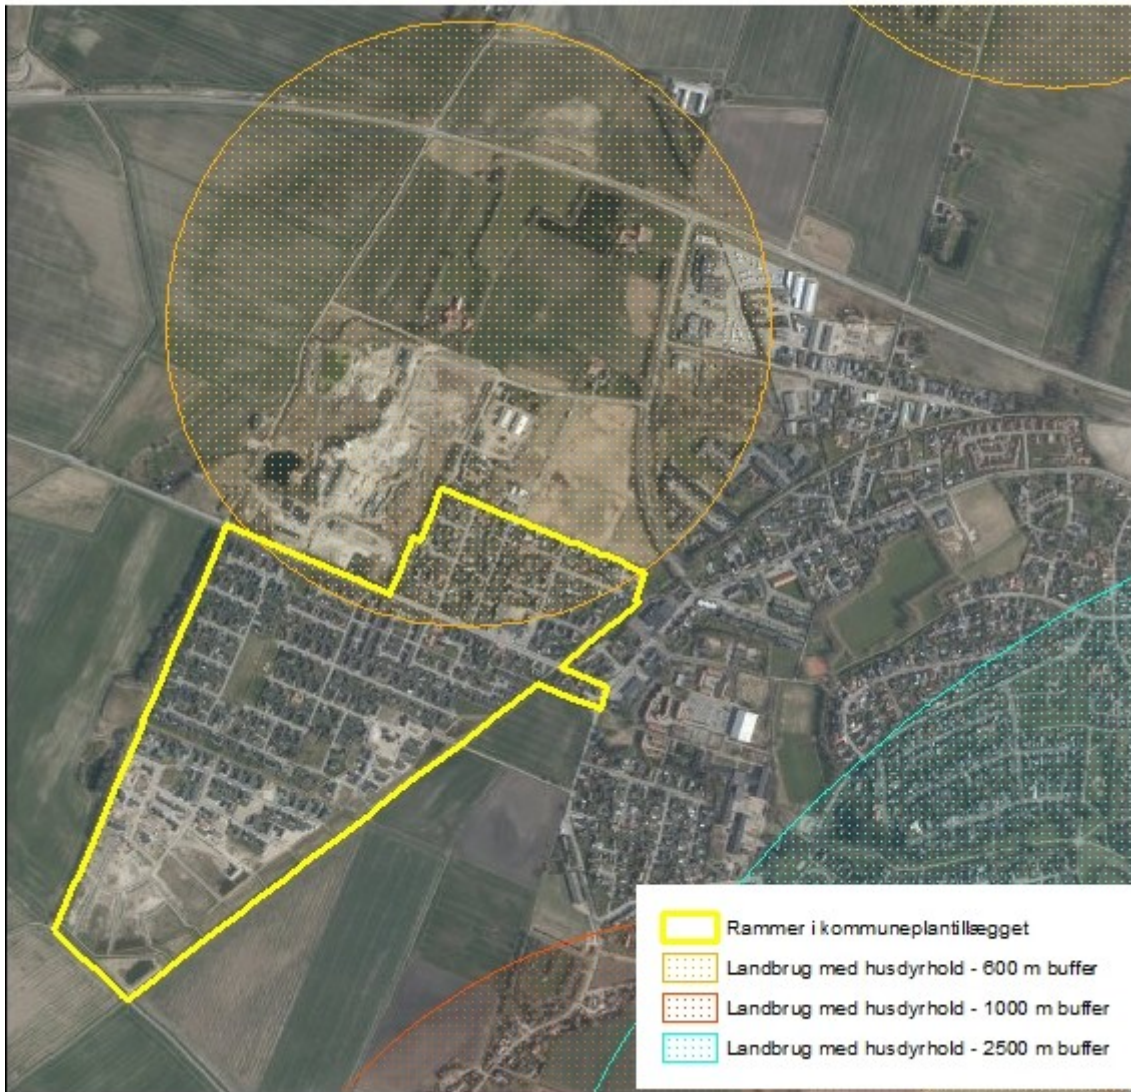 Rammer i kommuneplantillægget
Landbrug med husdyrhold - 600 m buffer
Landbrug med husdyrhold - 1000 m buffer
Landbrug med husdyrhold - 2500 m buffer